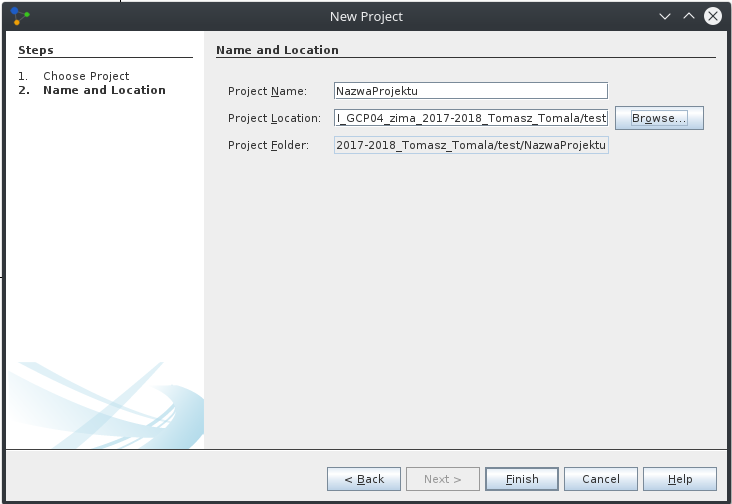 New Project
Steps
1. Choose Project
2. Name and Location
Name and Location
Project Name: NazwaProjektu
Project Location: I_GCP04_zima_2017-2018_Tomasz_Tomala/test Browse...
Project Folder: 2017-2018_Tomasz_Tomala/test/NazwaProjektu
< Back Next > Finish Cancel Help